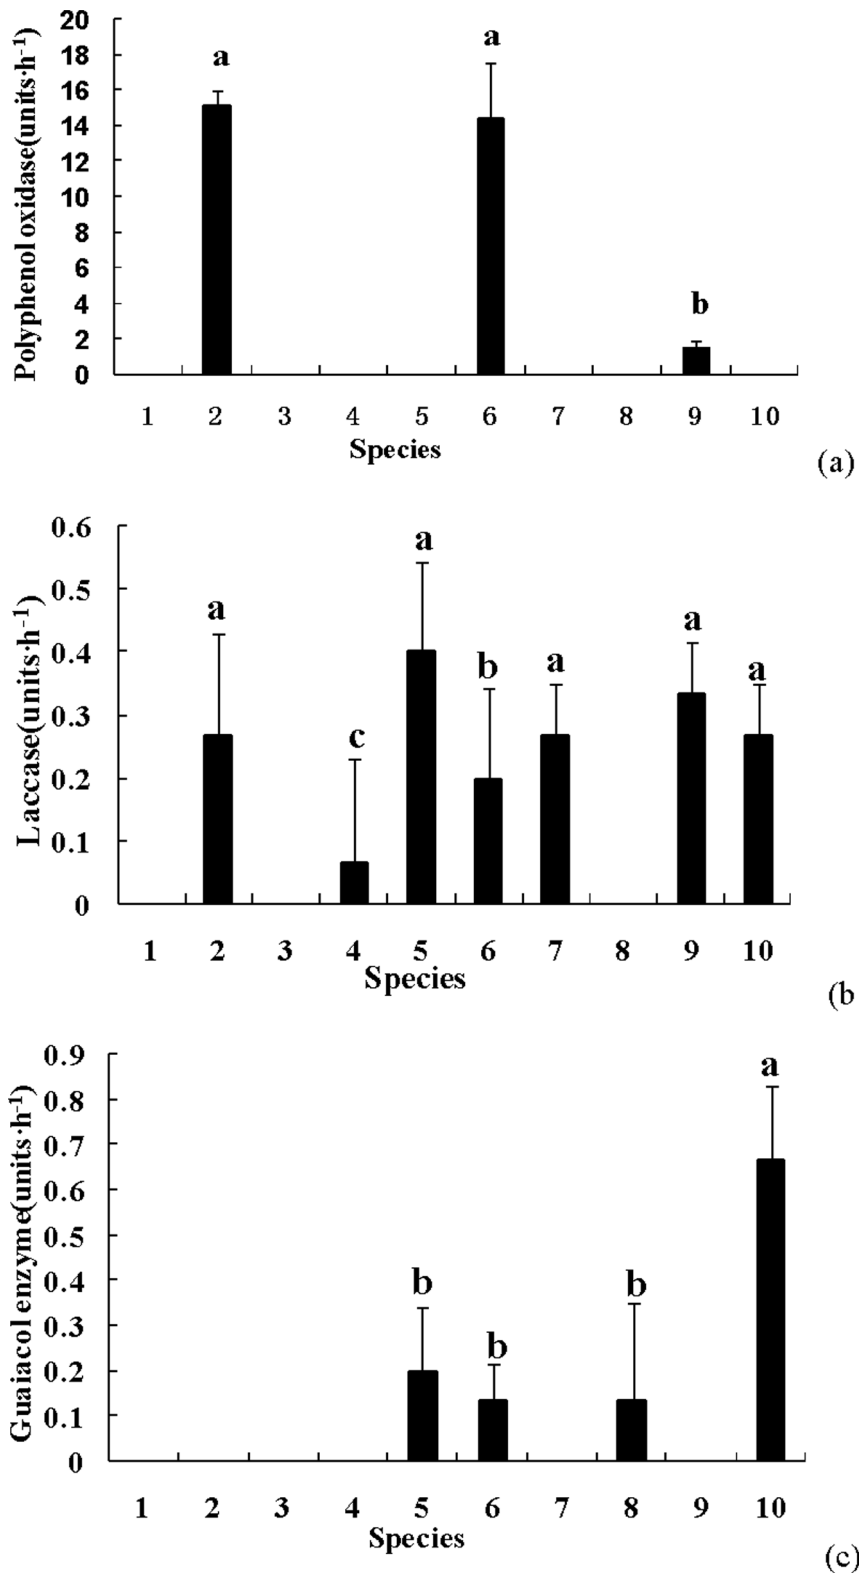 Polyphenol oxidase(units·h⁻¹)
20
18
16
14
12
10
8
6
4
2
0
a
a
b
1 2 3 4 5 6 7 8 9 10
Species
(a)
Laccase(units·h⁻¹)
0.6
0.5
0.4
0.3
0.2
0.1
0
a
c
a
b
a
a
a
1 2 3 4 5 6 7 8 9 10
Species
(b
Guaiacol enzyme(units·h⁻¹)
0.9
0.8
0.7
0.6
0.5
0.4
0.3
0.2
0.1
0
b
b
b
a
1 2 3 4 5 6 7 8 9 10
Species
(c)